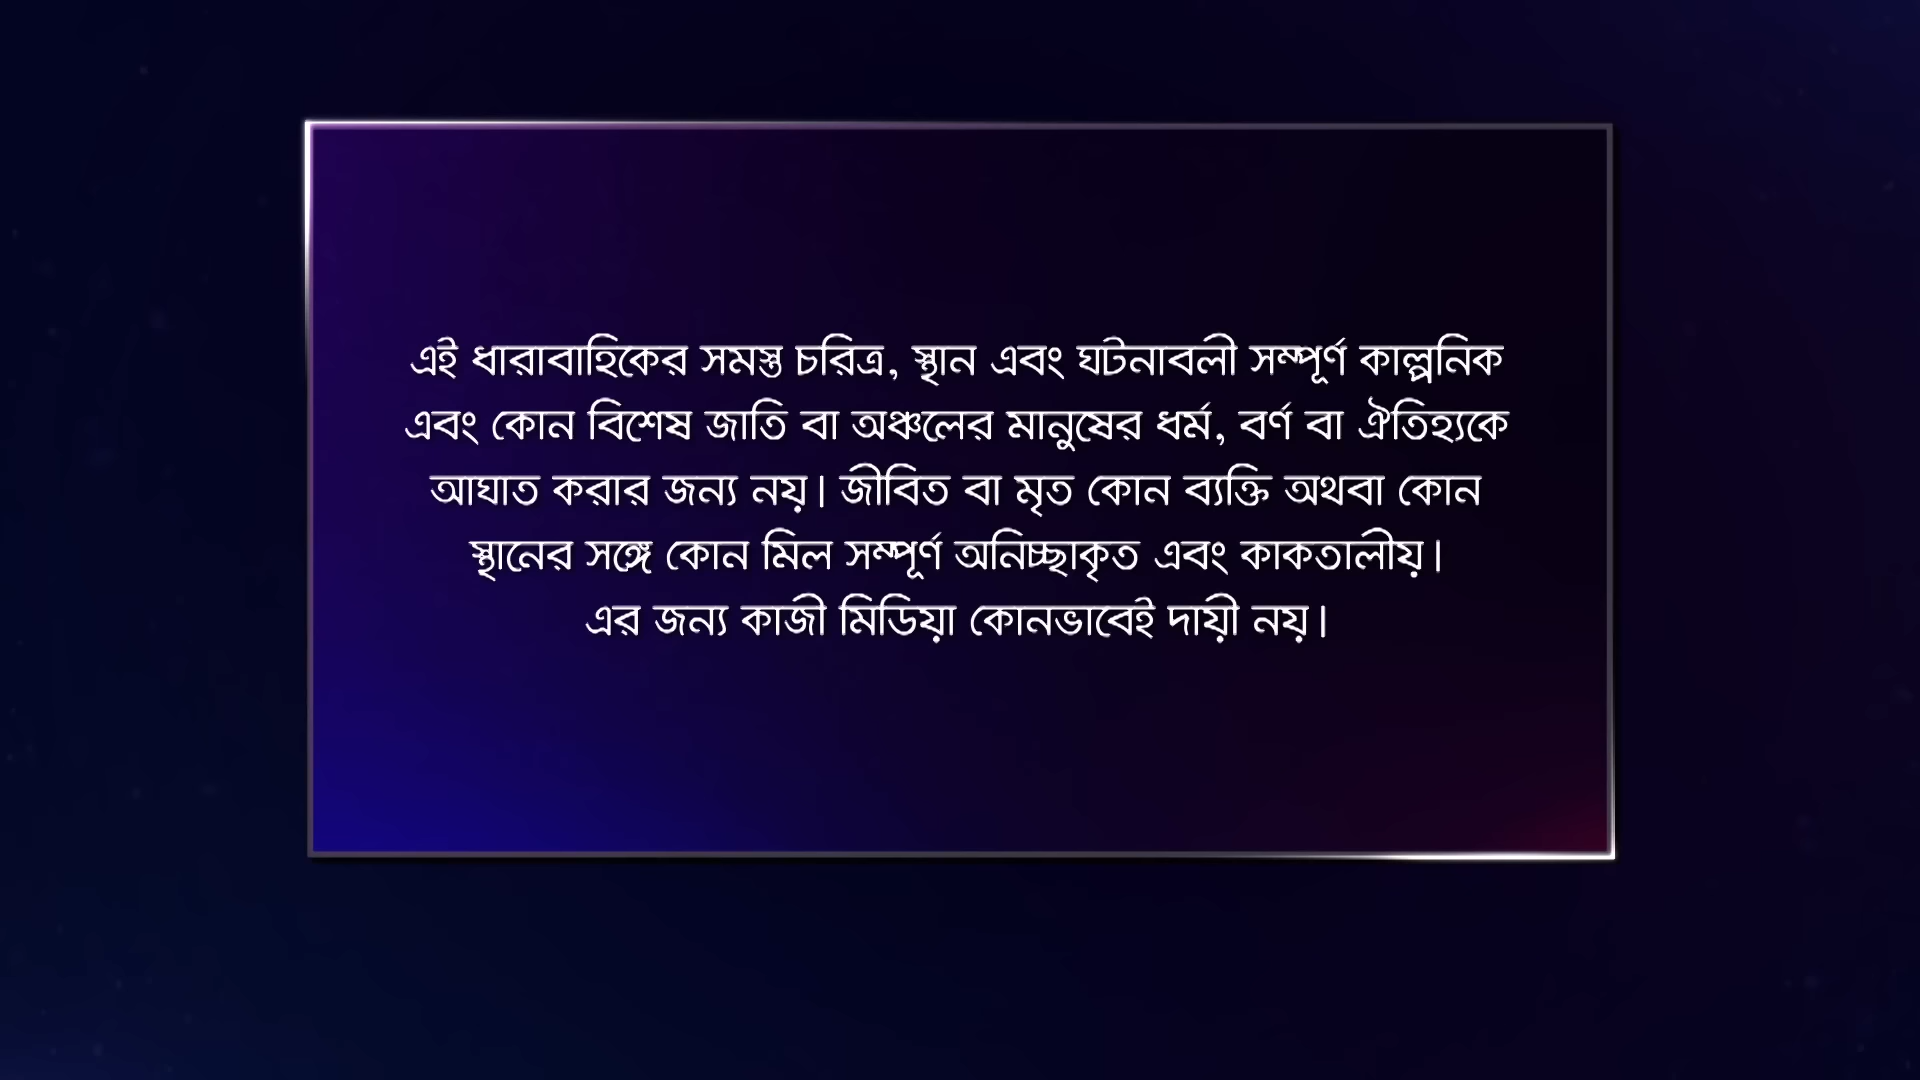 এই ধারাবাহিকের সমস্ত চরিত্র, স্থান এবং ঘটনাবলী সম্পূর্ণ কাল্পনিক
এবং কোন বিশেষ জাতি বা অঞ্চলের মানুষের ধর্ম, বর্ণ বা ঐতিহ্যকে
আঘাত করার জন্য নয়। জীবিত বা মৃত কোন ব্যক্তি অথবা কোন
স্থানের সঙ্গে কোন মিল সম্পূর্ণ অনিচ্ছাকৃত এবং কাকতালীয়।
এর জন্য কাজী মিডিয়া কোনভাবেই দায়ী নয়।